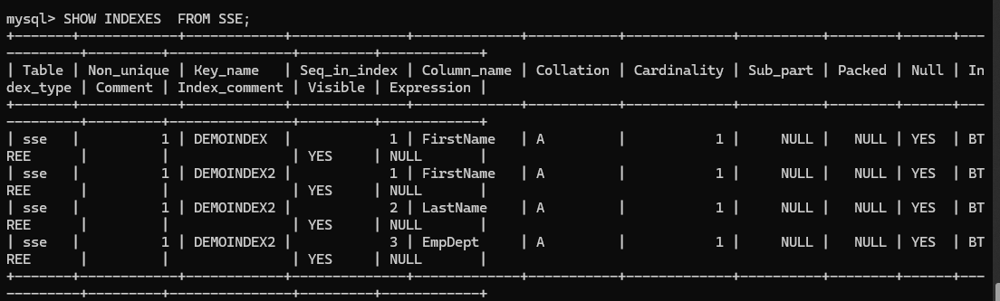 mysql> SHOW INDEXES  FROM SSE;
+-------+------------+-----------+--------------+-------------+-----------+-------------+----------+--------+------+---
---------+---------+---------------+---------+------------+
| Table | Non_unique | Key_name  | Seq_in_index | Column_name | Collation | Cardinality | Sub_part | Packed | Null | In
dex_type | Comment | Index_comment | Visible | Expression |
+-------+------------+-----------+--------------+-------------+-----------+-------------+----------+--------+------+---
---------+---------+---------------+---------+------------+
| sse   |          1 | DEMOINDEX  |            1 | FirstName   | A         |           1 |     NULL |   NULL | YES  | BT
REE      |         |               | YES     | NULL       |
| sse   |          1 | DEMOINDEX2 |            1 | FirstName   | A         |           1 |     NULL |   NULL | YES  | BT
REE      |         |               | YES     | NULL       |
| sse   |          1 | DEMOINDEX2 |            2 | LastName    | A         |           1 |     NULL |   NULL | YES  | BT
REE      |         |               | YES     | NULL       |
| sse   |          1 | DEMOINDEX2 |            3 | EmpDept     | A         |           1 |     NULL |   NULL | YES  | BT
REE      |         |               | YES     | NULL       |
+-------+------------+------------+--------------+-------------+-----------+-------------+----------+--------+------+---
---------+---------+---------------+---------+------------+